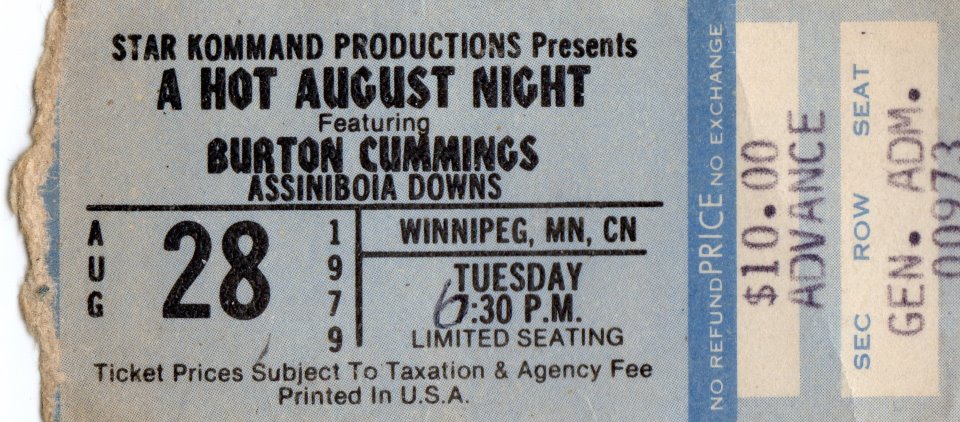 STAR KOMMAND PRODUCTIONS Presents
A HOT AUGUST NIGHT
Featuring
BURTON CUMMINGS
ASSINIBOIA DOWNS
AUG 28 1979
WINNIPEG, MN, CN
TUESDAY
6:30 P.M.
LIMITED SEATING
Ticket Prices Subject To Taxation & Agency Fee
Printed In U.S.A.
NO REFUND PRICE NO EXCHANGE
$10.00
ADVANCE
SEC ROW SEAT
GEN. ADM.
00973